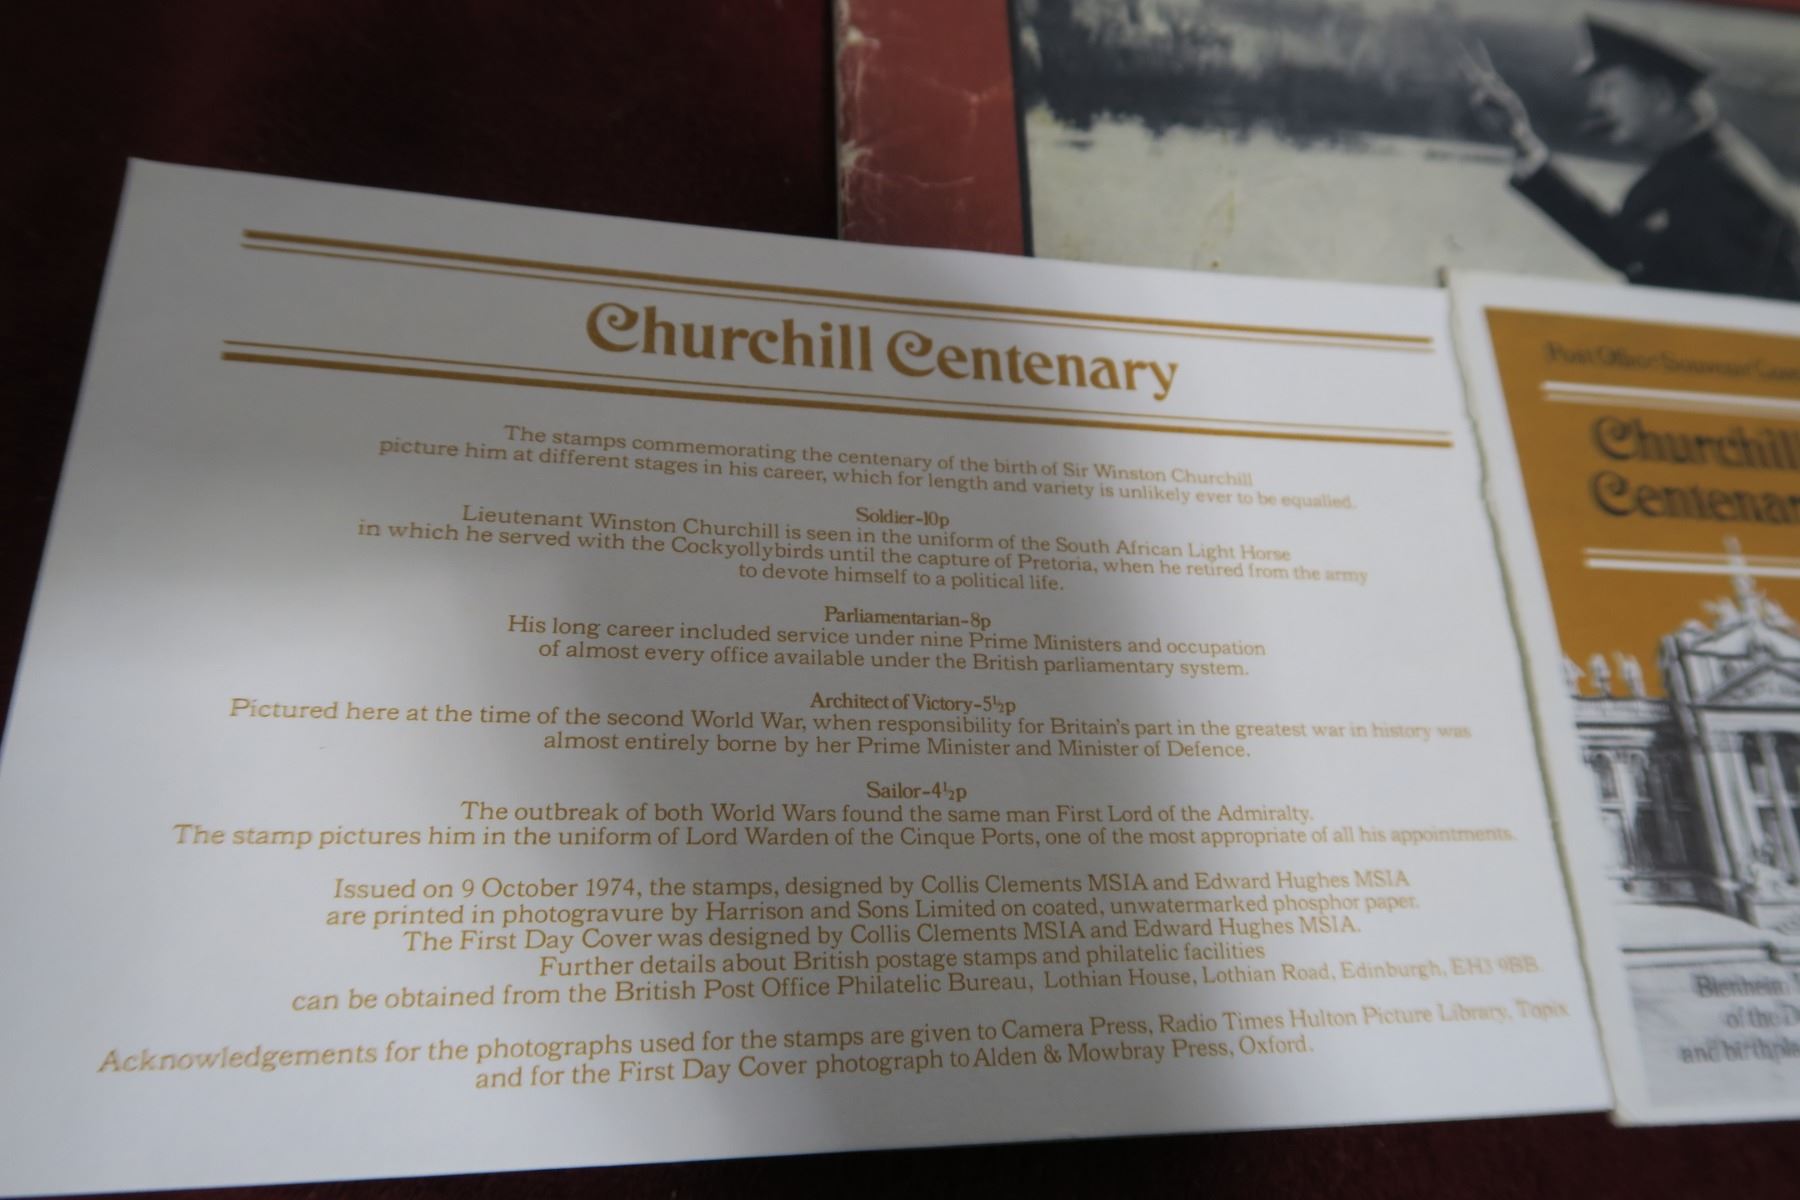 Churchill Centenary
The stamps commemorating the centenary of the birth of Sir Winston Churchill
picture him at different stages in his career, which for length and variety is unlikely ever to be equalled.
Soldier-10p
Lieutenant Winston Churchill is seen in the uniform of the South African Light Horse
in which he served with the Cockyollybirds until the capture of Pretoria, when he retired from the army
to devote himself to a political life.
Parliamentarian-8p
His long career included service under nine Prime Ministers and occupation
of almost every office available under the British parliamentary system.
Architect of Victory-5½p
Pictured here at the time of the second World War, when responsibility for Britain's part in the greatest war in history was
almost entirely borne by her Prime Minister and Minister of Defence.
Sailor-4½p
The outbreak of both World Wars found the same man First Lord of the Admiralty.
The stamp pictures him in the uniform of Lord Warden of the Cinque Ports, one of the most appropriate of all his appointments.
Issued on 9 October 1974, the stamps, designed by Collis Clements MSIA and Edward Hughes MSIA
are printed in photogravure by Harrison and Sons Limited on coated, unwatermarked phosphor paper.
The First Day Cover was designed by Collis Clements MSIA and Edward Hughes MSIA.
Further details about British postage stamps and philatelic facilities
can be obtained from the British Post Office Philatelic Bureau, Lothian House, Lothian Road, Edinburgh, EH3 9BB.
Acknowledgements for the photographs used for the stamps are given to Camera Press, Radio Times Hulton Picture Library, Topix
and for the First Day Cover photograph to Alden & Mowbray Press, Oxford.
Post Office Souvenir
Churchill
Centenar
Blenheim
of the D
and birthpla